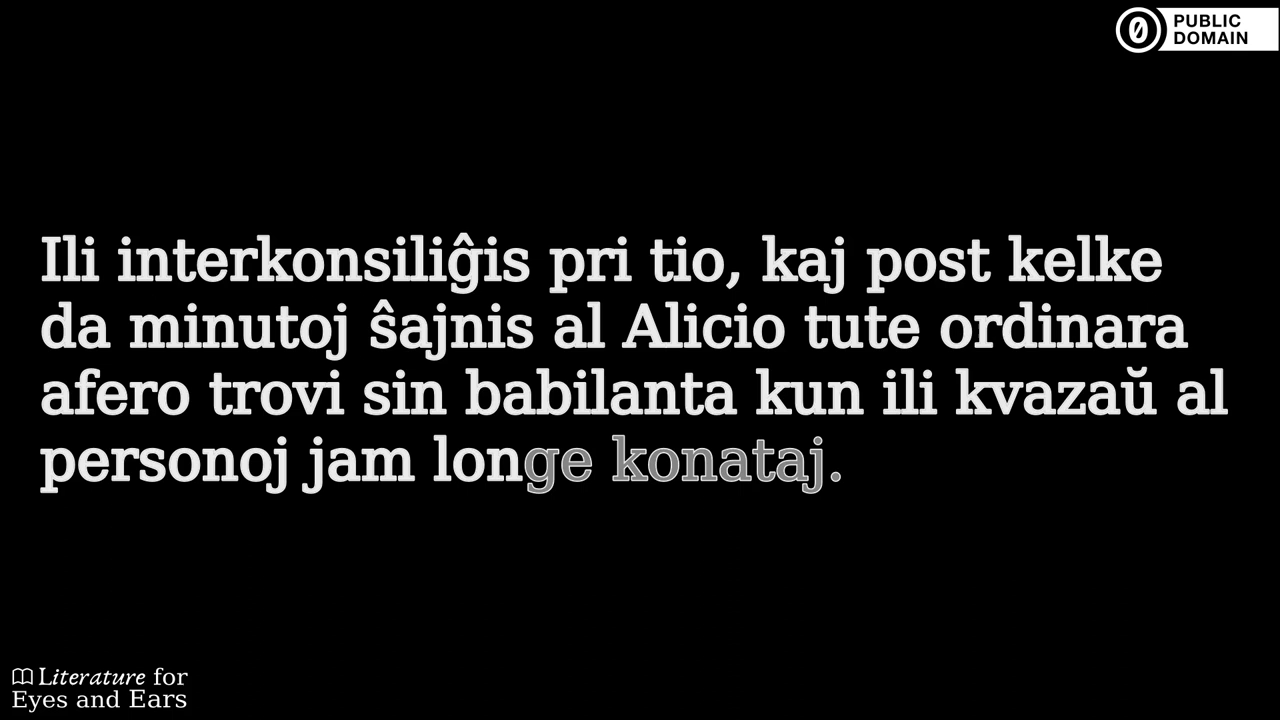 PUBLIC
DOMAIN
Ili interkonsiliĝis pri tio, kaj post kelke
da minutoj ŝajnis al Alicio tute ordinara
afero trovi sin babilanta kun ili kvazaŭ al
personoj jam longe konataj.
Literature for
Eyes and Ears